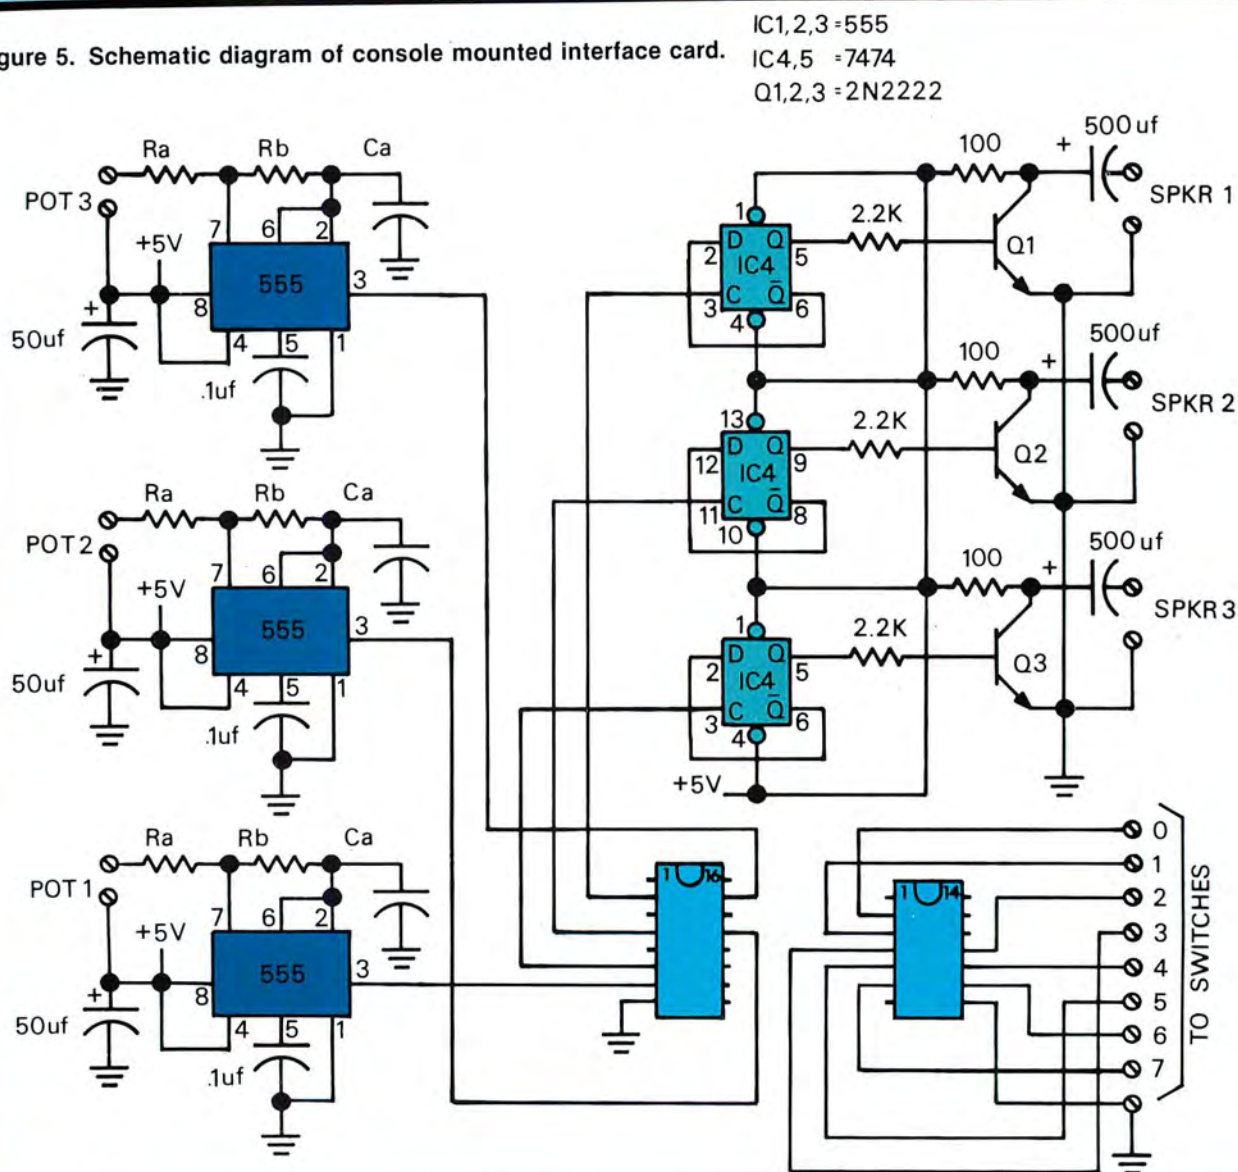 gure 5. Schematic diagram of console mounted interface card.
IC1,2,3 =555
IC4,5 =7474
Q1,2,3 =2N2222
Ra Rb Ca
POT 3
+5V
7 6 2
555
3
8
4 5 1
50uf
.1uf
Ra Rb Ca
POT 2
+5V
7 6 2
555
3
8
4 5 1
50uf
.1uf
Ra Rb Ca
POT 1
+5V
7 6 2
555
3
8
4 5 1
50uf
.1uf
100
+
500uf
SPKR 1
1
2.2K
D Q
2 IC4 5
C Q̅
3 6
4
Q1
100
+
500uf
SPKR 2
13
2.2K
D Q
12 IC4 9
C Q̅
11 8
10
Q2
100
+
500uf
SPKR 3
1
2.2K
D Q
2 IC4 5
C Q̅
3 6
4
Q3
+5V
1 16
1 14
0
1
2
3
4
5
6
7
TO SWITCHES